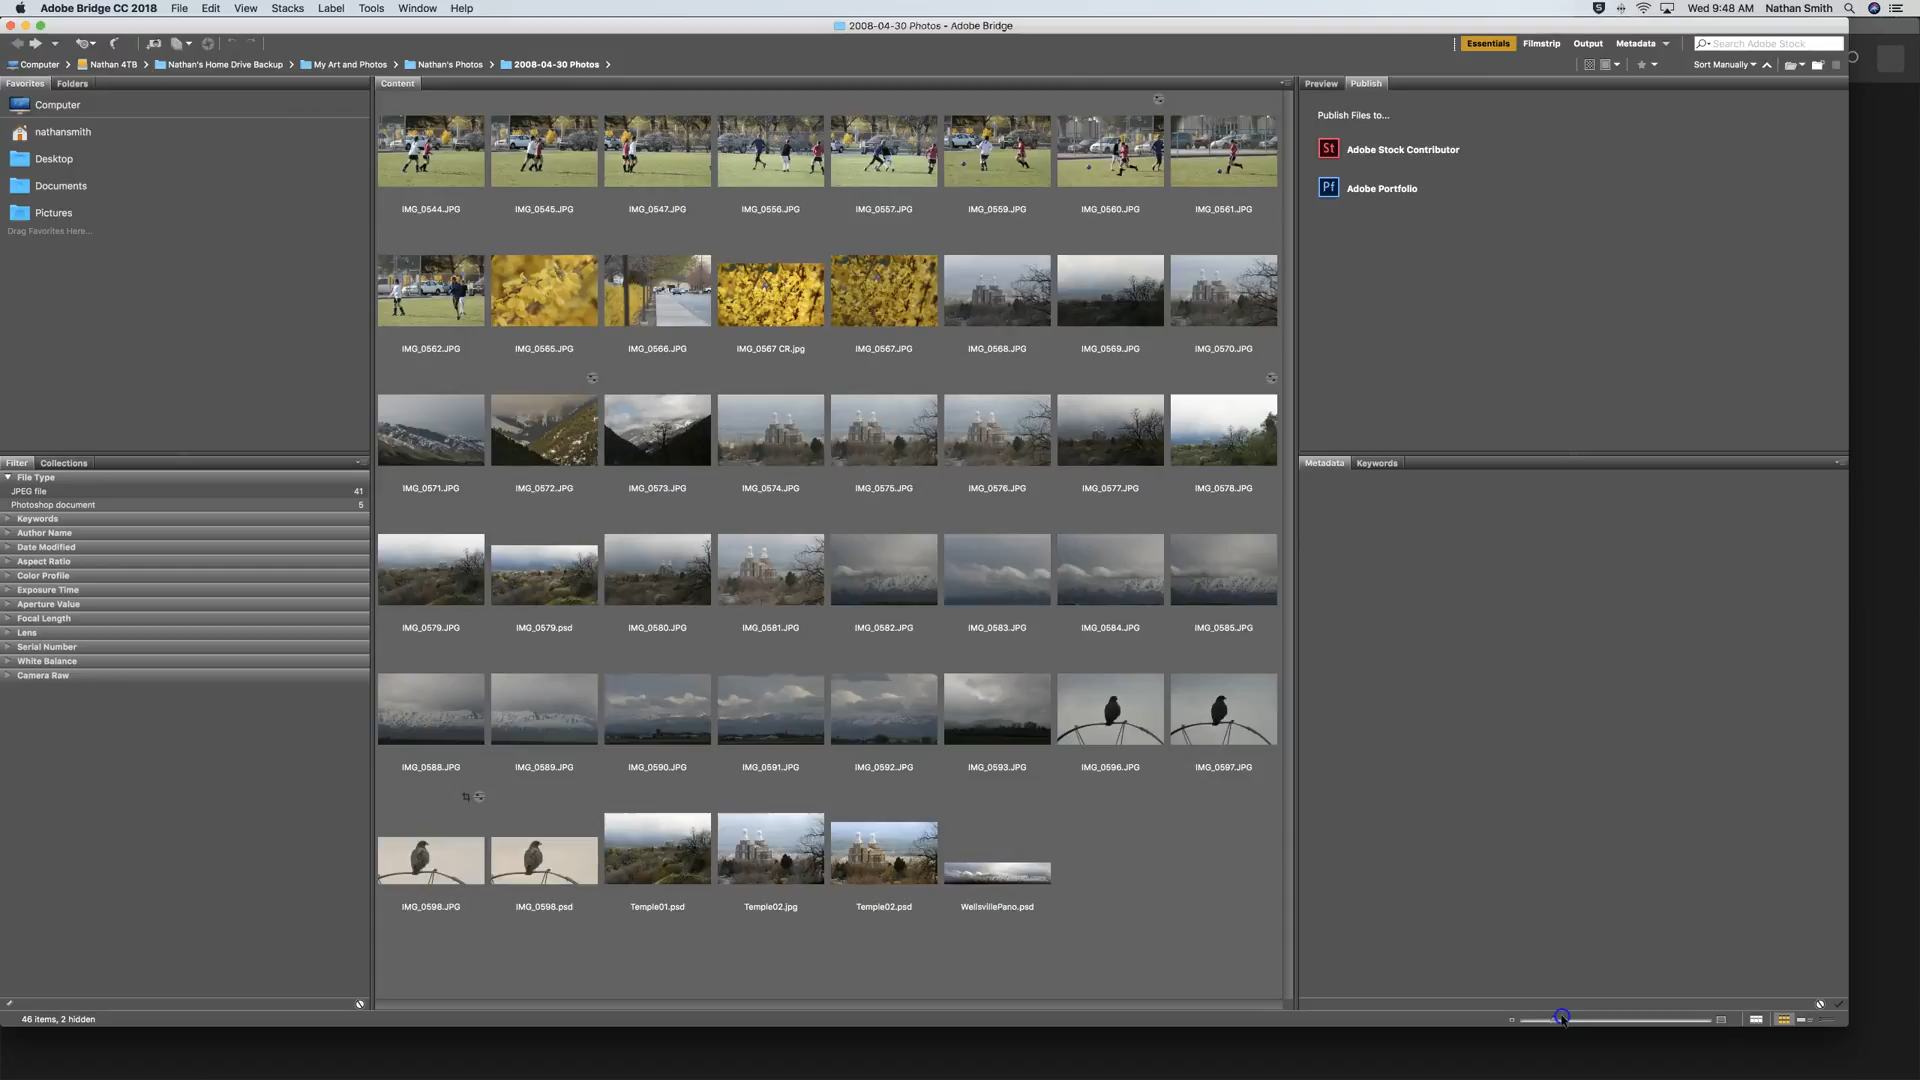 Adobe Bridge CC 2018 File Edit View Stacks Label Tools Window Help Wed 9:48 AM Nathan Smith
2008-04-30 Photos - Adobe Bridge
Essentials Filmstrip Output Metadata Search Adobe Stock
Computer Nathan 4TB Nathan's Home Drive Backup My Art and Photos Nathan's Photos 2008-04-30 Photos Sort Manually
Favorites Folders
Computer
nathansmith
Desktop
Documents
Pictures
Drag Favorites Here...
Filter Collections
File Type
JPEG file 41
Photoshop document 5
Keywords
Author Name
Date Modified
Aspect Ratio
Color Profile
Exposure Time
Aperture Value
Focal Length
Lens
Serial Number
White Balance
Camera Raw
46 items, 2 hidden
Content
IMG_0544.JPG IMG_0545.JPG IMG_0547.JPG IMG_0556.JPG IMG_0557.JPG IMG_0559.JPG IMG_0560.JPG IMG_0561.JPG
IMG_0562.JPG IMG_0565.JPG IMG_0566.JPG IMG_0567 CR.jpg IMG_0567.JPG IMG_0568.JPG IMG_0569.JPG IMG_0570.JPG
IMG_0571.JPG IMG_0572.JPG IMG_0573.JPG IMG_0574.JPG IMG_0575.JPG IMG_0576.JPG IMG_0577.JPG IMG_0578.JPG
IMG_0579.JPG IMG_0579.psd IMG_0580.JPG IMG_0581.JPG IMG_0582.JPG IMG_0583.JPG IMG_0584.JPG IMG_0585.JPG
IMG_0588.JPG IMG_0589.JPG IMG_0590.JPG IMG_0591.JPG IMG_0592.JPG IMG_0593.JPG IMG_0596.JPG IMG_0597.JPG
IMG_0598.JPG IMG_0598.psd Temple01.psd Temple02.jpg Temple02.psd WellsvillePano.psd
Preview Publish
Publish Files to...
St Adobe Stock Contributor
Pf Adobe Portfolio
Metadata Keywords